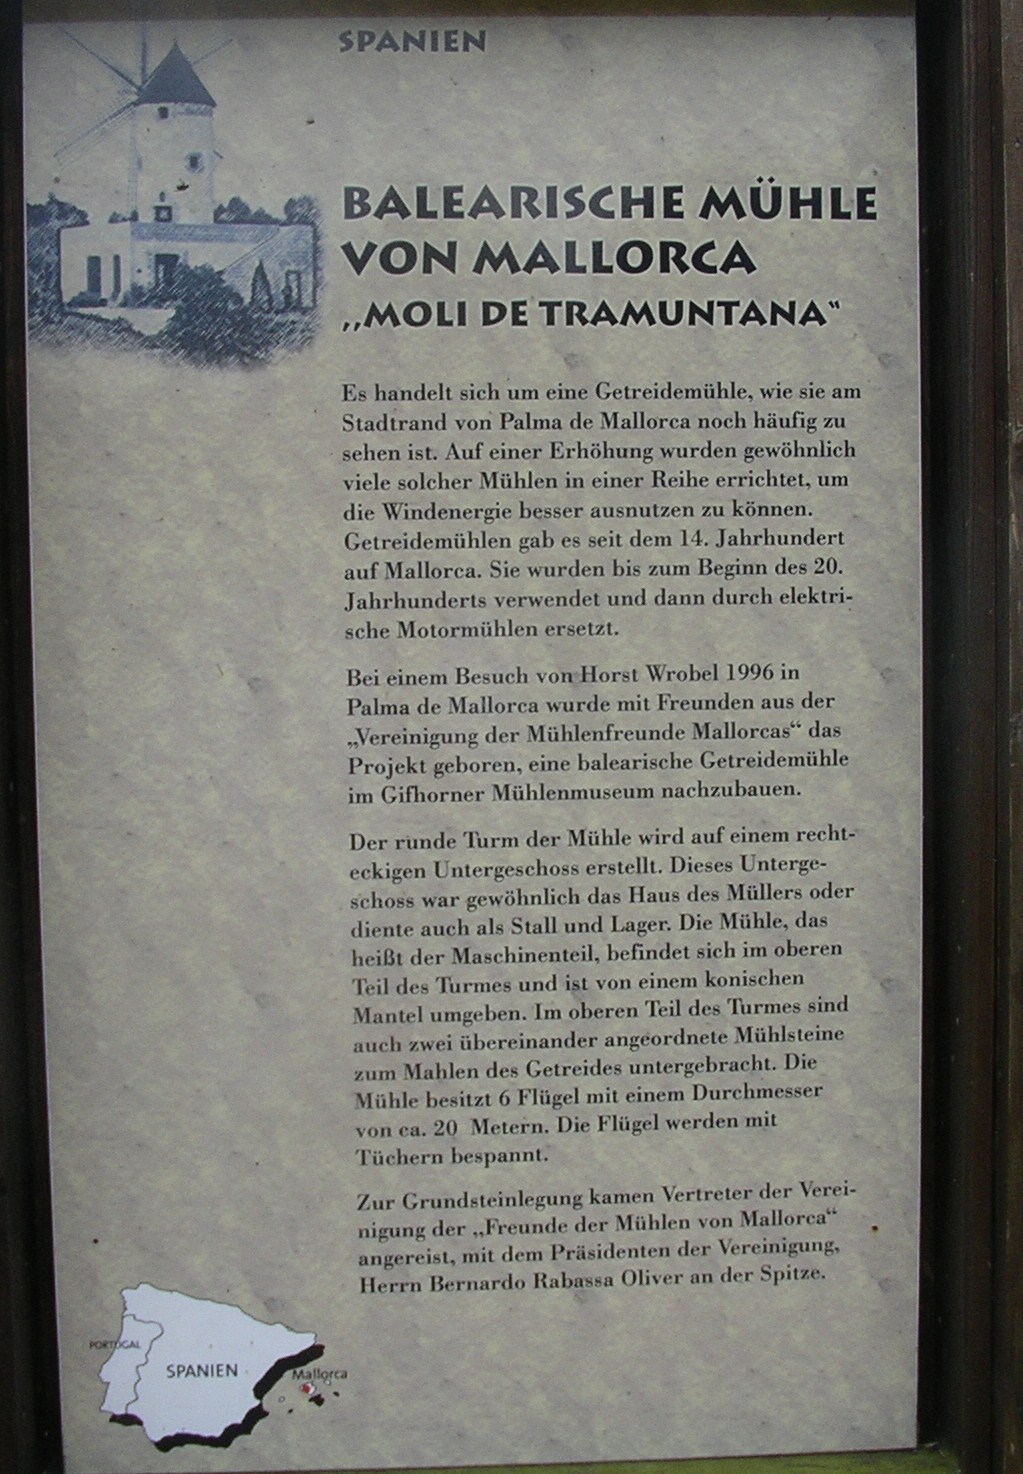 SPANIEN
BALEARISCHE MÜHLE
VON MALLORCA
,,MOLI DE TRAMUNTANA“
Es handelt sich um eine Getreidemühle, wie sie am
Stadtrand von Palma de Mallorca noch häufig zu
sehen ist. Auf einer Erhöhung wurden gewöhnlich
viele solcher Mühlen in einer Reihe errichtet, um
die Windenergie besser ausnutzen zu können.
Getreidemühlen gab es seit dem 14. Jahrhundert
auf Mallorca. Sie wurden bis zum Beginn des 20.
Jahrhunderts verwendet und dann durch elektri-
sche Motormühlen ersetzt.
Bei einem Besuch von Horst Wrobel 1996 in
Palma de Mallorca wurde mit Freunden aus der
„Vereinigung der Mühlenfreunde Mallorcas“ das
Projekt geboren, eine balearische Getreidemühle
im Gifhorner Mühlenmuseum nachzubauen.
Der runde Turm der Mühle wird auf einem recht-
eckigen Untergeschoss erstellt. Dieses Unterge-
schoss war gewöhnlich das Haus des Müllers oder
diente auch als Stall und Lager. Die Mühle, das
heißt der Maschinenteil, befindet sich im oberen
Teil des Turmes und ist von einem konischen
Mantel umgeben. Im oberen Teil des Turmes sind
auch zwei übereinander angeordnete Mühlsteine
zum Mahlen des Getreides untergebracht. Die
Mühle besitzt 6 Flügel mit einem Durchmesser
von ca. 20 Metern. Die Flügel werden mit
Tüchern bespannt.
Zur Grundsteinlegung kamen Vertreter der Verei-
nigung der „Freunde der Mühlen von Mallorca“
angereist, mit dem Präsidenten der Vereinigung,
Herrn Bernardo Rabassa Oliver an der Spitze.
PORTUGAL
SPANIEN
Mallorca